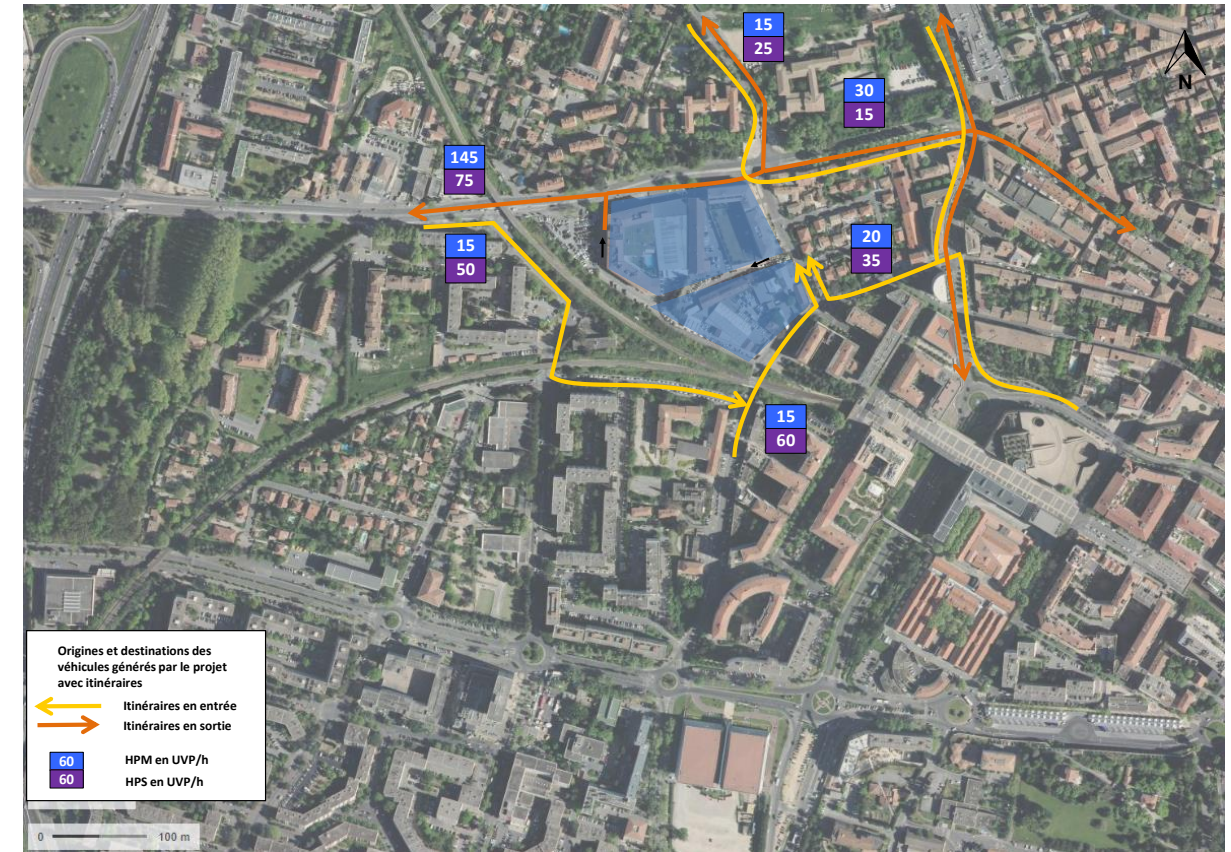 15
25
30
15
N
145
75
15
50
20
35
15
60
Origines et destinations des
véhicules générés par le projet
avec itinéraires
Itinéraires en entrée
Itinéraires en sortie
60
HPM en UVP/h
60
HPS en UVP/h
0
100 m